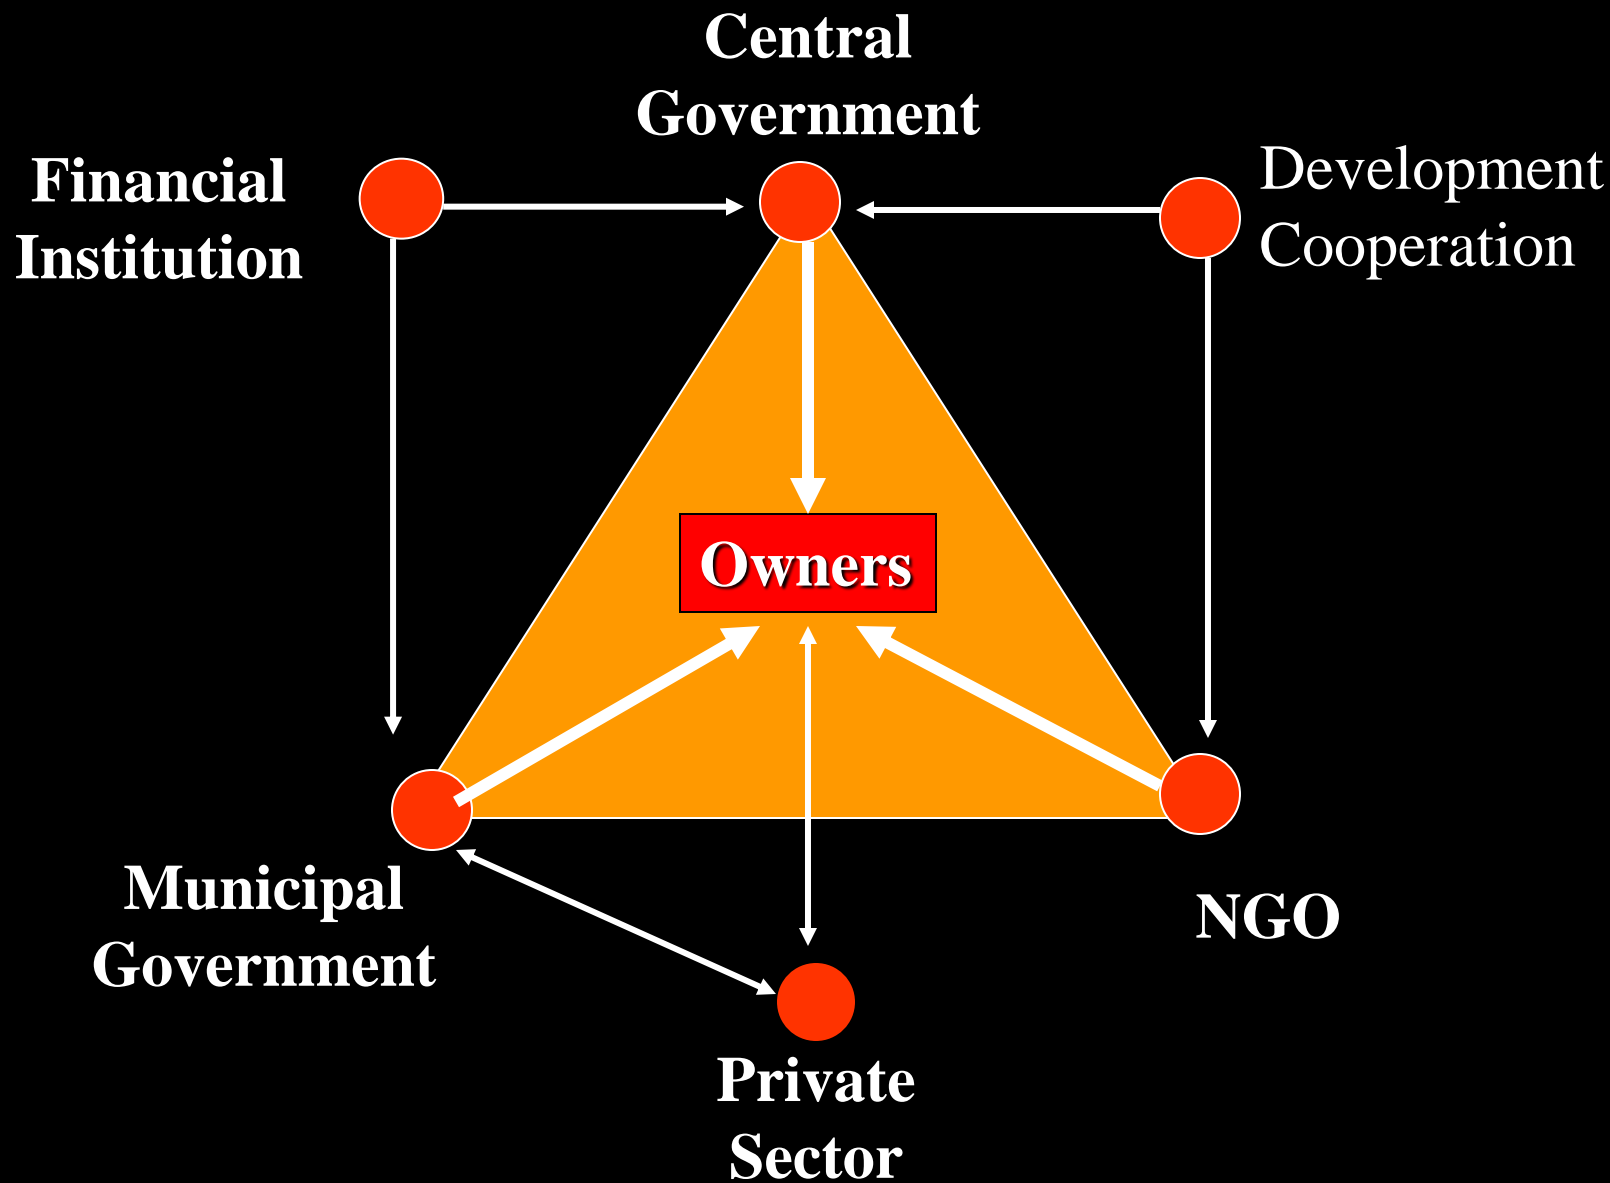 Central
Government
Financial
Institution
Development
Cooperation
Owners
Municipal
Government
NGO
Private
Sector